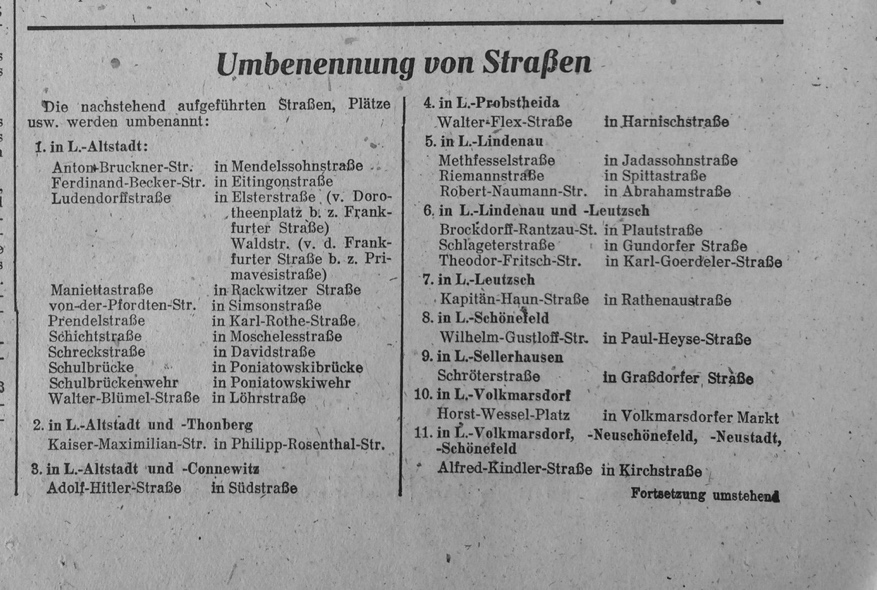 Umbenennung von Straßen
Die nachstehend aufgeführten Straßen, Plätze
usw. werden umbenannt:
1. in L.-Altstadt:
Anton-Bruckner-Str. in Mendelssohnstraße
Ferdinand-Becker-Str. in Eitingonstraße
Ludendorffstraße in Elsterstraße (v. Doro-
theenplatz b. z. Frank-
furter Straße)
Waldstr. (v. d. Frank-
furter Straße b. z. Pri-
mavesistraße)
Maniettastraße in Rackwitzer Straße
von-der-Pfordten-Str. in Simsonstraße
Prendelstraße in Karl-Rothe-Straße
Schichtstraße in Moschelesstraße
Schreckstraße in Davidstraße
Schulbrücke in Poniatowskibrücke
Schulbrückenwehr in Poniatowskiwehr
Walter-Blümel-Straße in Löhrstraße
2. in L.-Altstadt und -Thonberg
Kaiser-Maximilian-Str. in Philipp-Rosenthal-Str.
3. in L.-Altstadt und -Connewitz
Adolf-Hitler-Straße in Südstraße
4. in L.-Probstheida
Walter-Flex-Straße in Harnischstraße
5. in L.-Lindenau
Methfesselstraße in Jadassohnstraße
Riemannstraße in Spittastraße
Robert-Naumann-Str. in Abrahamstraße
6. in L.-Lindenau und -Leutzsch
Brockdorff-Rantzau-St. in Plautstraße
Schlageterstraße in Gundorfer Straße
Theodor-Fritsch-Str. in Karl-Goerdeler-Straße
7. in L.-Leutzsch
Kapitän-Haun-Straße in Rathenaustraße
8. in L.-Schönefeld
Wilhelm-Gustloff-Str. in Paul-Heyse-Straße
9. in L.-Sellerhausen
Schröterstraße in Graßdorfer Straße
10. in L.-Volkmarsdorf
Horst-Wessel-Platz in Volkmarsdorfer Markt
11. in L.-Volkmarsdorf, -Neuschönefeld, -Neustadt,
-Schönefeld
Alfred-Kindler-Straße in Kirchstraße
Fortsetzung umstehend